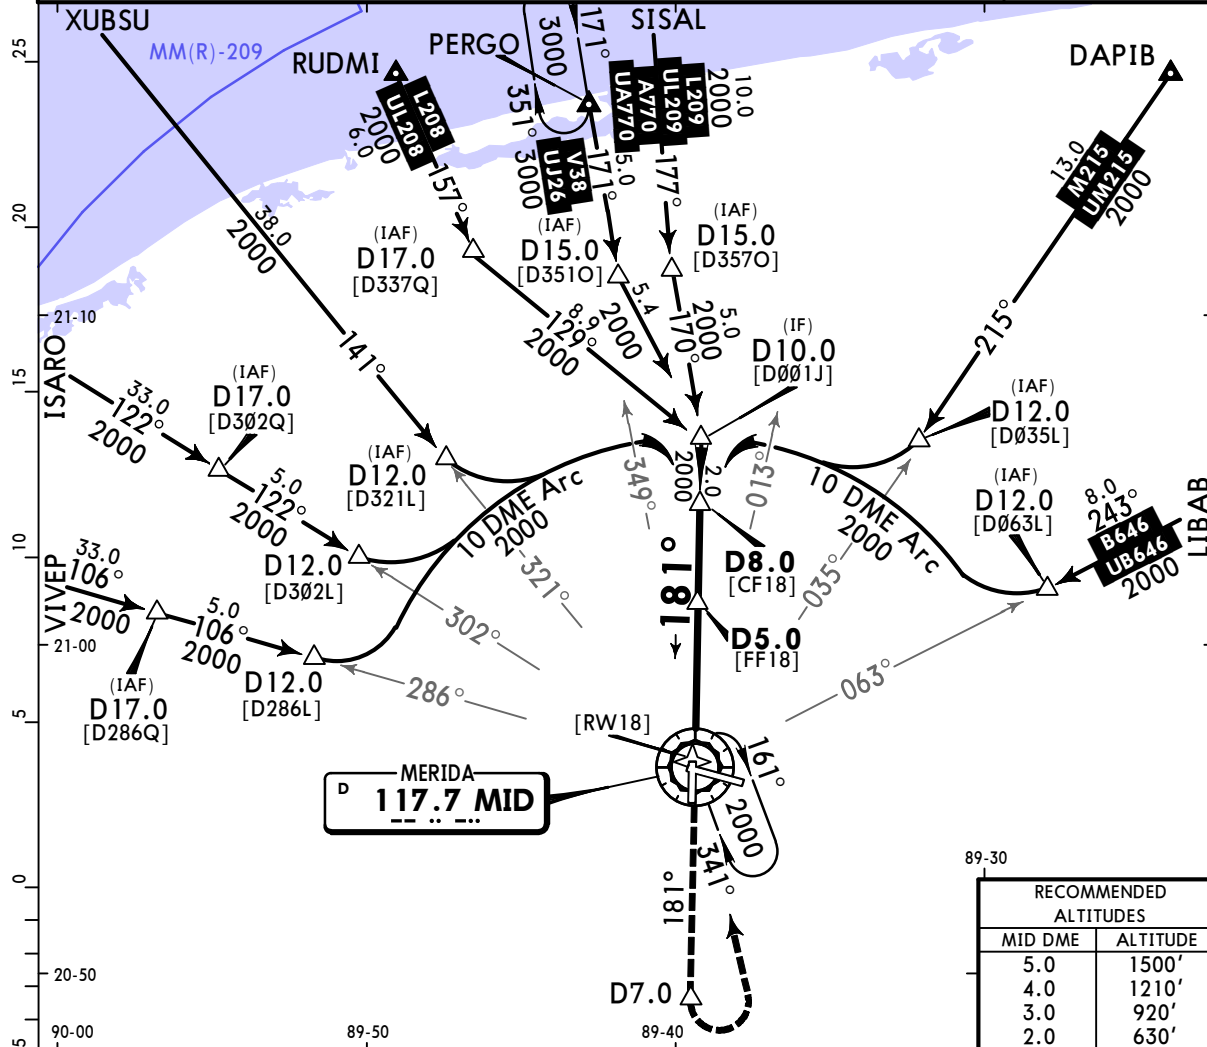 XUBSU
MM(R)-209
RUDMI
PERGO
SISAL
DAPIB
25
20
15
10
5
0
5
3000
171°
351°
3000
L208
UL208
2000
6.0
157°
V38
UJ26
171°
5.0
UA770
A770
UL209
L209
2000
10.0
177°
13.0
M215
UM215
2000
215°
38.0
2000
141°
(IAF)
D17.0
[D337Q]
(IAF)
D15.0
[D351O]
(IAF)
D15.0
[D357O]
8.9
129°
2000
5.4
2000
5.0
2000
170°
(IF)
D10.0
[DØØ1J]
21-10
ISARO
33.0
122°
2000
(IAF)
D17.0
[D3Ø2Q]
(IAF)
D12.0
[D321L]
(IAF)
D12.0
[DØ35L]
(IAF)
D12.0
[DØ63L]
8.0
243°
B646
UB646
2000
LIBAB
5.0
122°
2000
10 DME Arc
2000
10 DME Arc
2000
349°
013°
2000
2.0
VIVEP
33.0
106°
2000
D12.0
[D3Ø2L]
321°
302°
035°
063°
286°
D8.0
[CF18]
181°
D5.0
[FF18]
5.0
106°
2000
21-00
(IAF)
D17.0
[D286Q]
D12.0
[D286L]
[RW18]
MERIDA
D
117.7 MID
161°
2000
341°
181°
D7.0
20-50
90-00
89-50
89-40
89-30
RECOMMENDED
ALTITUDES
MID DME ALTITUDE
5.0 1500'
4.0 1210'
3.0 920'
2.0 630'